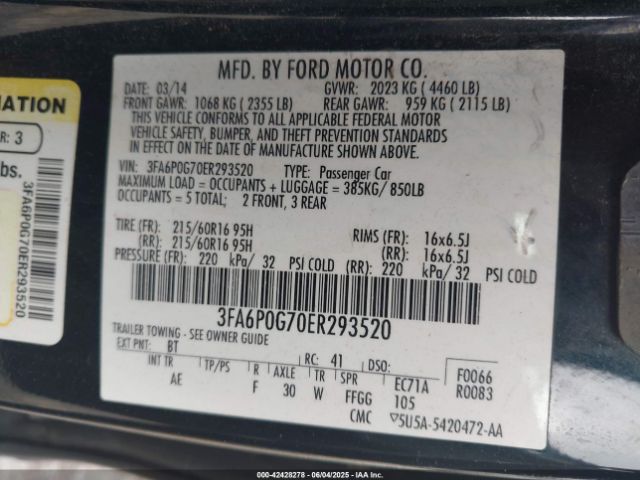 MFD. BY FORD MOTOR CO.
DATE: 03/14 GVWR: 2023 KG ( 4460 LB)
FRONT GAWR: 1068 KG ( 2355 LB) REAR GAWR: 959 KG ( 2115 LB)
THIS VEHICLE CONFORMS TO ALL APPLICABLE FEDERAL MOTOR
VEHICLE SAFETY, BUMPER, AND THEFT PREVENTION STANDARDS
IN EFFECT ON THE DATE OF MANUFACTURE SHOWN ABOVE.
VIN: 3FA6P0G70ER293520 TYPE: Passenger Car
MAXIMUM LOAD = OCCUPANTS + LUGGAGE = 385KG/ 850LB
OCCUPANTS = 5 TOTAL; 2 FRONT, 3 REAR
TIRE (FR): 215/60R16 95H RIMS (FR): 16x6.5J
(RR): 215/60R16 95H (RR): 16x6.5J
PRESSURE (FR): 220 kPa/ 32 PSI COLD (RR): 220 kPa/ 32 PSI COLD
3FA6P0G70ER293520
TRAILER TOWING - SEE OWNER GUIDE
EXT PNT: BT RC: 41 DSO: F0066
INT TR TP/PS R AXLE TR SPR EC71A R0083
AE F 30 W FFGG 105
CMC 5U5A-5420472-AA
MATION
R: 3
bs.
3FA6P0G70ER293520
000-42428278 - 06/04/2025 - IAAI.COM